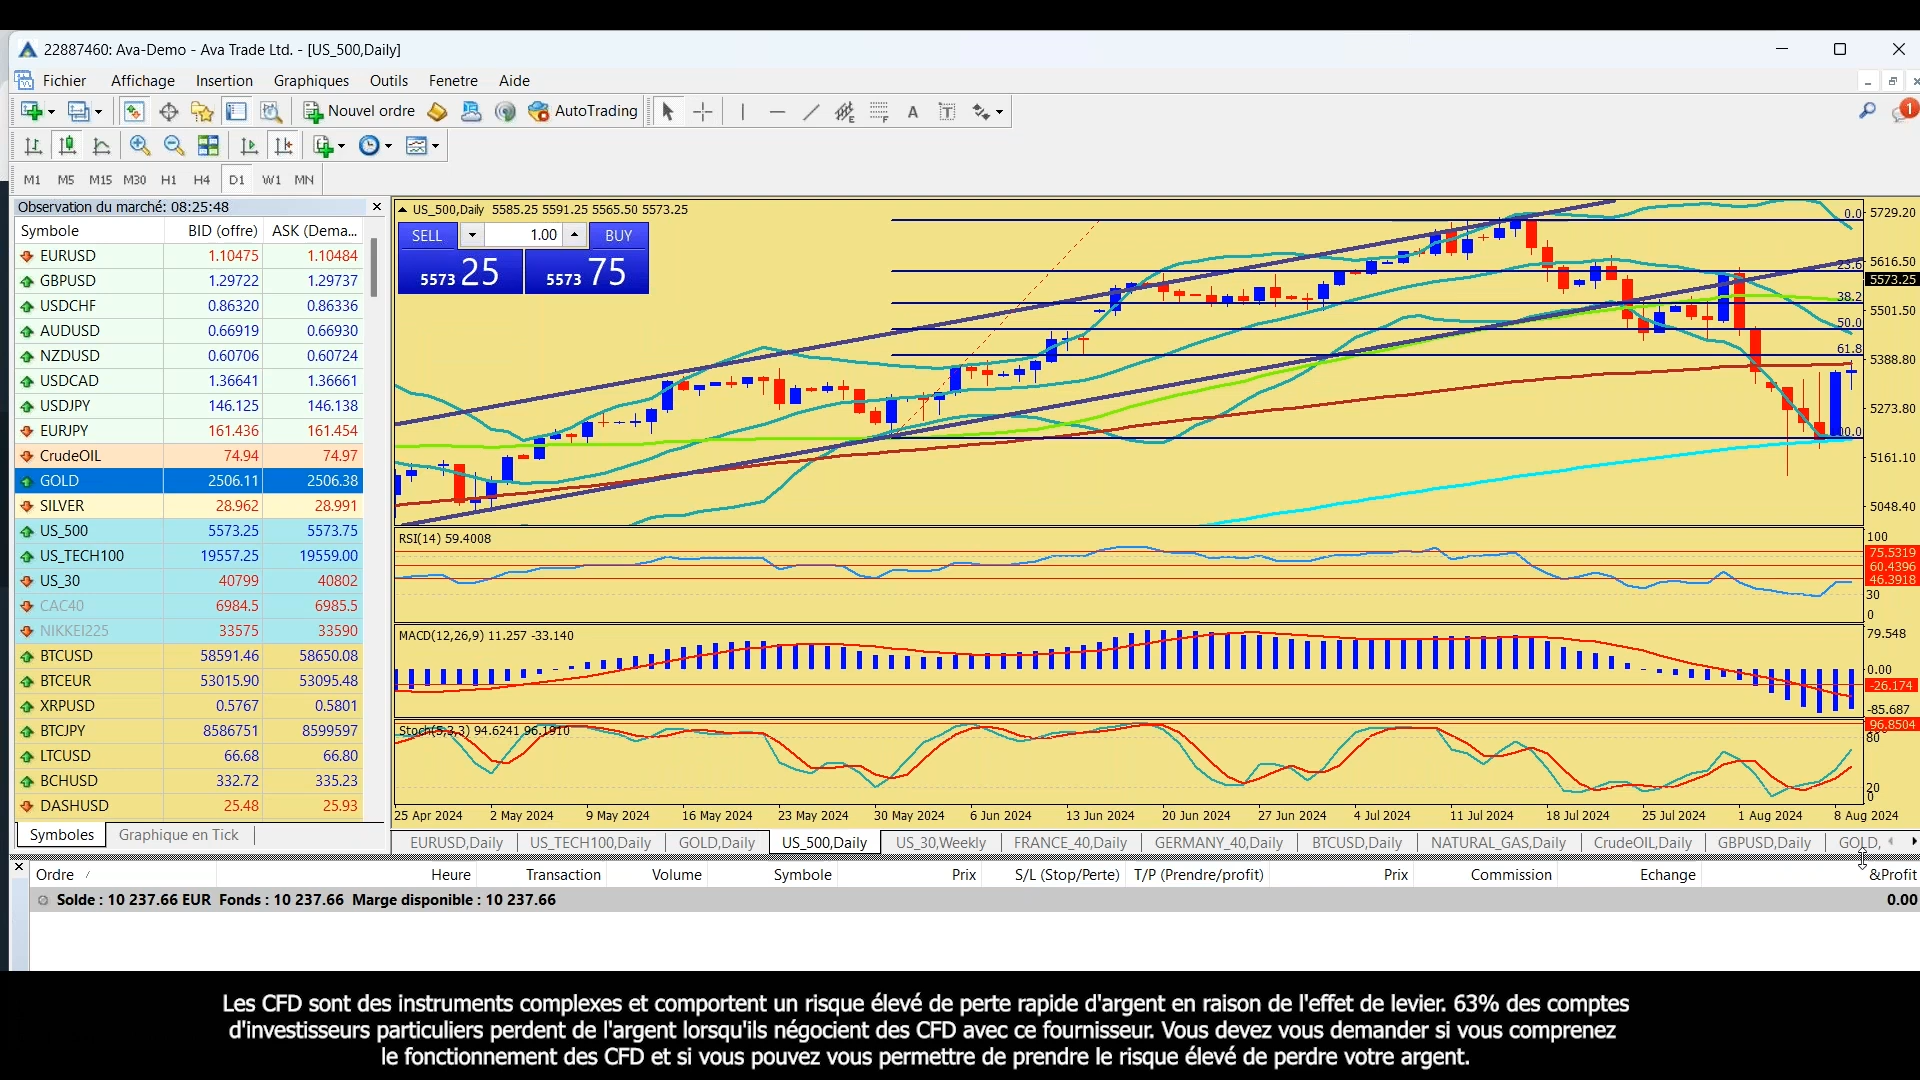 22887460: Ava-Demo - Ava Trade Ltd. - [US_500,Daily]
Fichier Affichage Insertion Graphiques Outils Fenetre Aide
Nouvel ordre AutoTrading A T 1
M1 M5 M15 M30 H1 H4 D1 W1 MN
Observation du marché: 08:25:48
Symbole BID (offre) ASK (Dema...
EURUSD 1.10475 1.10484
GBPUSD 1.29722 1.29737
USDCHF 0.86320 0.86336
AUDUSD 0.66919 0.66930
NZDUSD 0.60706 0.60724
USDCAD 1.36641 1.36661
USDJPY 146.125 146.138
EURJPY 161.436 161.454
CrudeOIL 74.94 74.97
GOLD 2506.11 2506.38
SILVER 28.962 28.991
US_500 5573.25 5573.75
US_TECH100 19557.25 19559.00
US_30 40799 40802
CAC40 6984.5 6985.5
NIKKEI225 33575 33590
BTCUSD 58591.46 58650.08
BTCEUR 53015.90 53095.48
XRPUSD 0.5767 0.5801
BTCJPY 8586751 8599597
LTCUSD 66.68 66.80
BCHUSD 332.72 335.23
DASHUSD 25.48 25.93
Symboles Graphique en Tick
US_500,Daily 5585.25 5591.25 5565.50 5573.25
SELL 1.00 BUY
5573 25 5573 75
0.0
23.6
38.2
50.0
61.8
5729.20
5616.50
5573.25
5501.50
5388.80
5273.80
5161.10
5048.40
RSI(14) 59.4008
100
75.5319
60.4396
46.3918
30
0
MACD(12,26,9) 11.257 -33.140
79.548
0.00
-26.174
-85.687
Stoch(5,3,3) 94.6241 96.1910
96.8504
80
20
0
25 Apr 2024 2 May 2024 9 May 2024 16 May 2024 23 May 2024 30 May 2024 6 Jun 2024 13 Jun 2024 20 Jun 2024 27 Jun 2024 4 Jul 2024 11 Jul 2024 18 Jul 2024 25 Jul 2024 1 Aug 2024 8 Aug 2024
EURUSD,Daily US_TECH100,Daily GOLD,Daily US_500,Daily US_30,Weekly FRANCE_40,Daily GERMANY_40,Daily BTCUSD,Daily NATURAL_GAS,Daily CrudeOIL,Daily GBPUSD,Daily GOLD,
Ordre / Heure Transaction Volume Symbole Prix S/L (Stop/Perte) T/P (Prendre/profit) Prix Commission Echange &Profit
Solde : 10 237.66 EUR Fonds : 10 237.66 Marge disponible : 10 237.66 0.00
Les CFD sont des instruments complexes et comportent un risque élevé de perte rapide d'argent en raison de l'effet de levier. 63% des comptes
d'investisseurs particuliers perdent de l'argent lorsqu'ils négocient des CFD avec ce fournisseur. Vous devez vous demander si vous comprenez
le fonctionnement des CFD et si vous pouvez vous permettre de prendre le risque élevé de perdre votre argent.